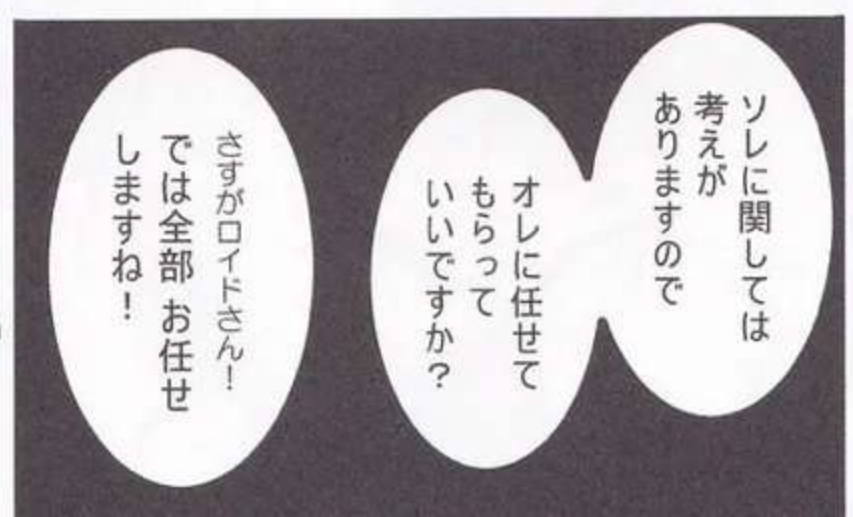 ソレに関しては
考えが
ありますので
オレに任せて
もらって
いいですか？
さすがロイドさん！
では全部 お任せ
しますね！